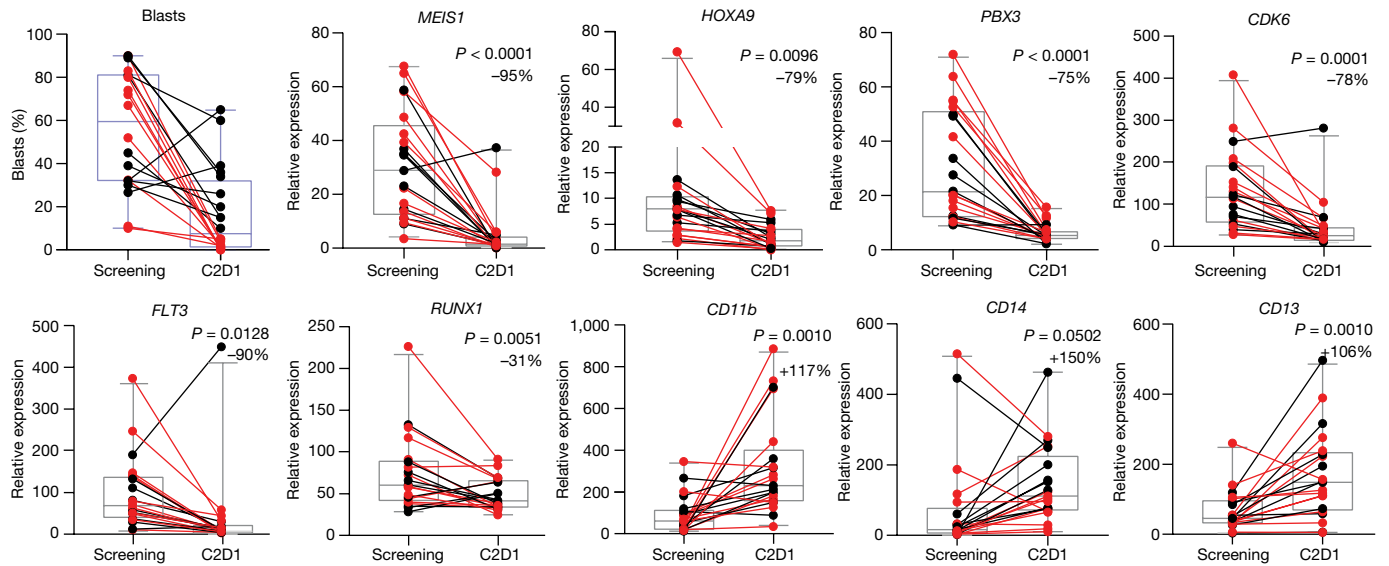 Blasts
Blasts (%)
100
80
60
40
20
0
Screening
C2D1
MEIS1
Relative expression
80
60
40
20
0
P < 0.0001
–95%
Screening
C2D1
HOXA9
Relative expression
80
60
40
20
20
15
10
5
0
P = 0.0096
–79%
Screening
C2D1
PBX3
Relative expression
80
60
40
20
0
P <0.0001
–75%
Screening
C2D1
CDK6
Relative expression
500
400
300
200
100
0
P = 0.0001
–78%
Screening
C2D1
FLT3
Relative expression
500
400
300
200
100
0
P = 0.0128
–90%
Screening
C2D1
RUNX1
Relative expression
250
200
150
100
50
0
P = 0.0051
–31%
Screening
C2D1
CD11b
Relative expression
1,000
800
600
400
200
0
P = 0.0010
+117%
Screening
C2D1
CD14
Relative expression
600
400
200
0
P = 0.0502
+150%
Screening
C2D1
CD13
Relative expression
600
400
200
0
P = 0.0010
+106%
Screening
C2D1